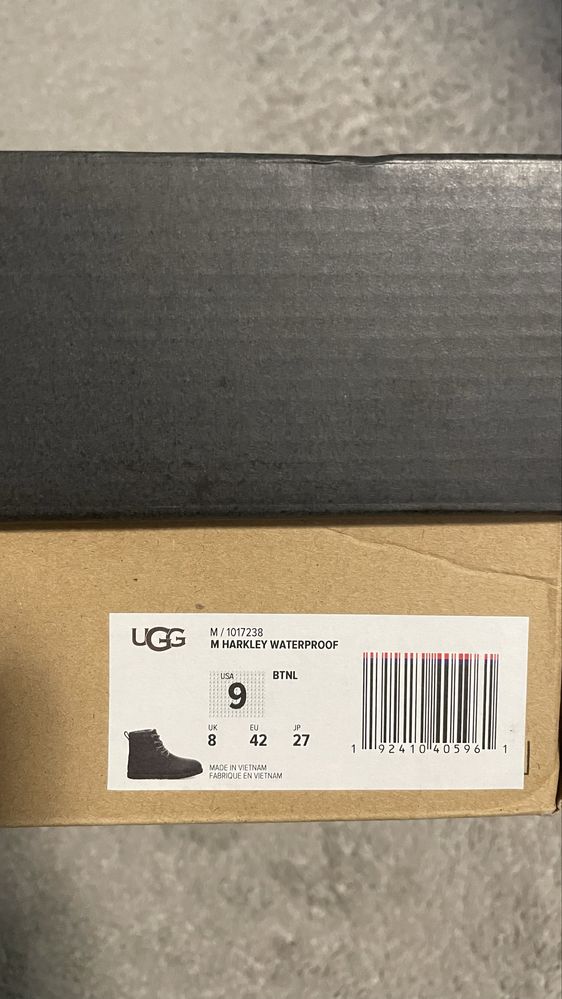 UGG
M / 1017238
M HARKLEY WATERPROOF
USA
9
BTNL
UK EU JP
8 42 27
MADE IN VIETNAM
FABRIQUE EN VIETNAM
1 92410 40596 1